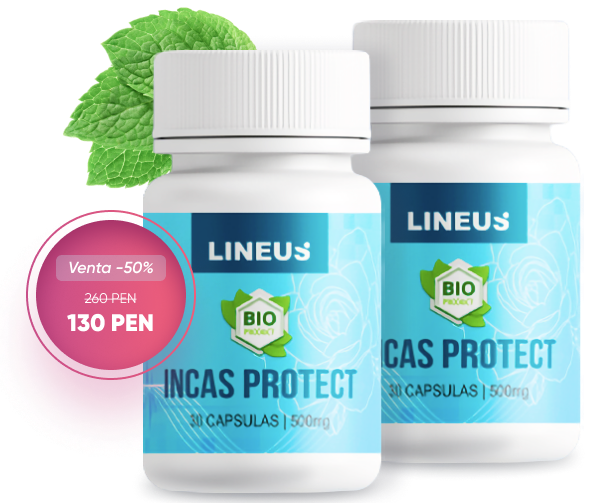 LINEUS
BIO
PRODUCT
INCAS PROTECT
30 CAPSULAS | 500mg
LINEUS
BIO
PRODUCT
CAS PROTECT
30 CAPSULAS | 500mg
Venta -50%
260 PEN
130 PEN